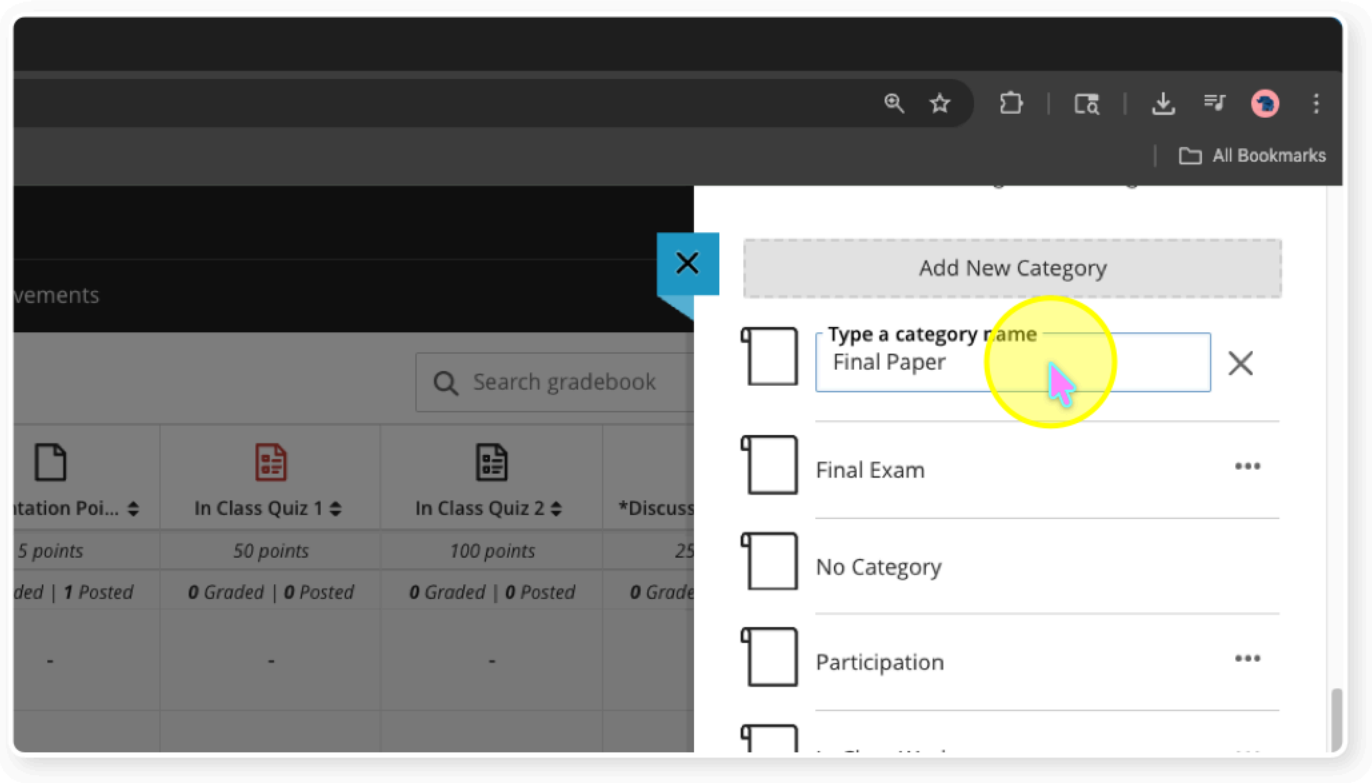 All Bookmarks
vements
Search gradebook
tation Poi...
In Class Quiz 1
In Class Quiz 2
*Discuss
5 points
50 points
100 points
25
ded | 1 Posted
0 Graded | 0 Posted
0 Graded | 0 Posted
0 Grade
Add New Category
Type a category name
Final Paper
Final Exam
No Category
Participation